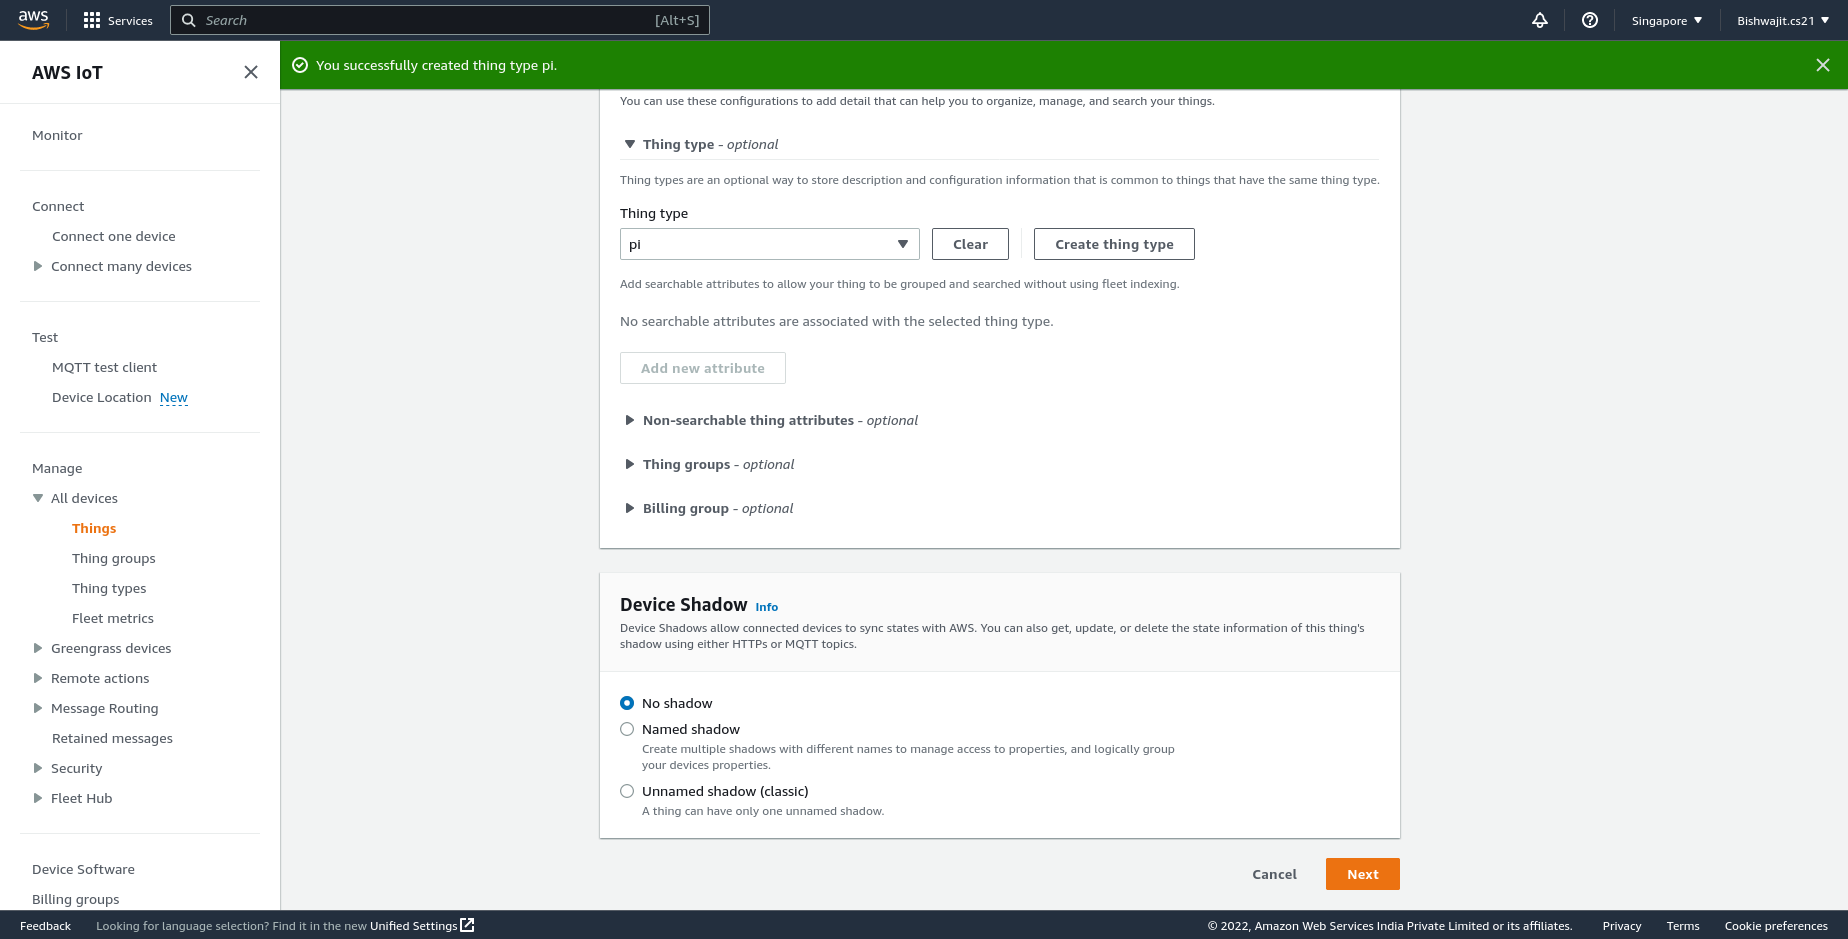 aws
Services
Search
[Alt+S]
Singapore
Bishwajit.cs21
AWS IoT
You successfully created thing type pi.
Monitor
Connect
Connect one device
Connect many devices
Test
MQTT test client
Device Location New
Manage
All devices
Things
Thing groups
Thing types
Fleet metrics
Greengrass devices
Remote actions
Message Routing
Retained messages
Security
Fleet Hub
Device Software
Billing groups
You can use these configurations to add detail that can help you to organize, manage, and search your things.
Thing type - optional
Thing types are an optional way to store description and configuration information that is common to things that have the same thing type.
Thing type
pi
Clear
Create thing type
Add searchable attributes to allow your thing to be grouped and searched without using fleet indexing.
No searchable attributes are associated with the selected thing type.
Add new attribute
Non-searchable thing attributes - optional
Thing groups - optional
Billing group - optional
Device Shadow Info
Device Shadows allow connected devices to sync states with AWS. You can also get, update, or delete the state information of this thing's
shadow using either HTTPs or MQTT topics.
No shadow
Named shadow
Create multiple shadows with different names to manage access to properties, and logically group
your devices properties.
Unnamed shadow (classic)
A thing can have only one unnamed shadow.
Cancel
Next
Feedback
Looking for language selection? Find it in the new Unified Settings
© 2022, Amazon Web Services India Private Limited or its affiliates.
Privacy
Terms
Cookie preferences